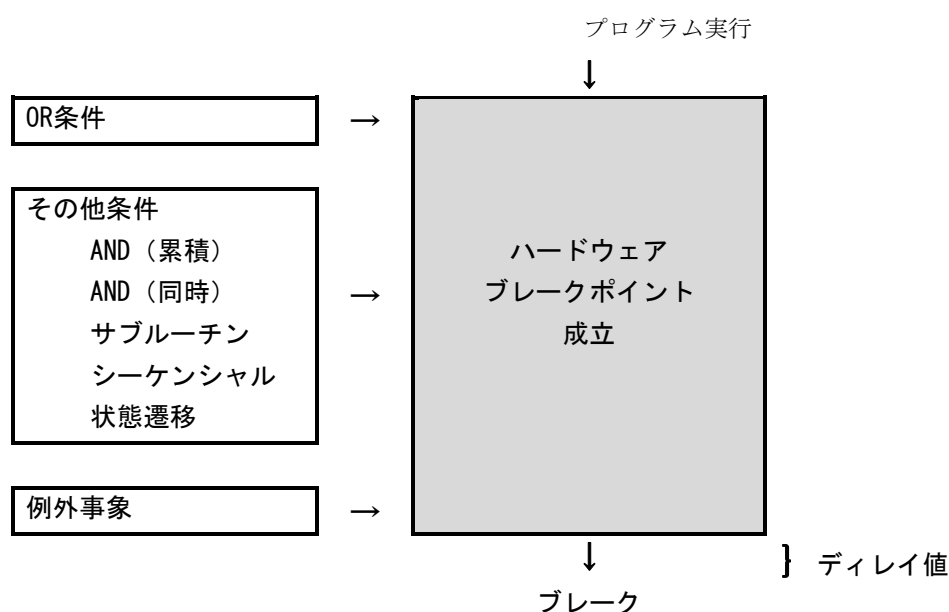 プログラム実行
↓
OR条件
→
その他条件
AND（累積）
AND（同時）
サブルーチン
シーケンシャル
状態遷移
→
ハードウェア
ブレークポイント
成立
例外事象
→
↓
} ディレイ値
ブレーク